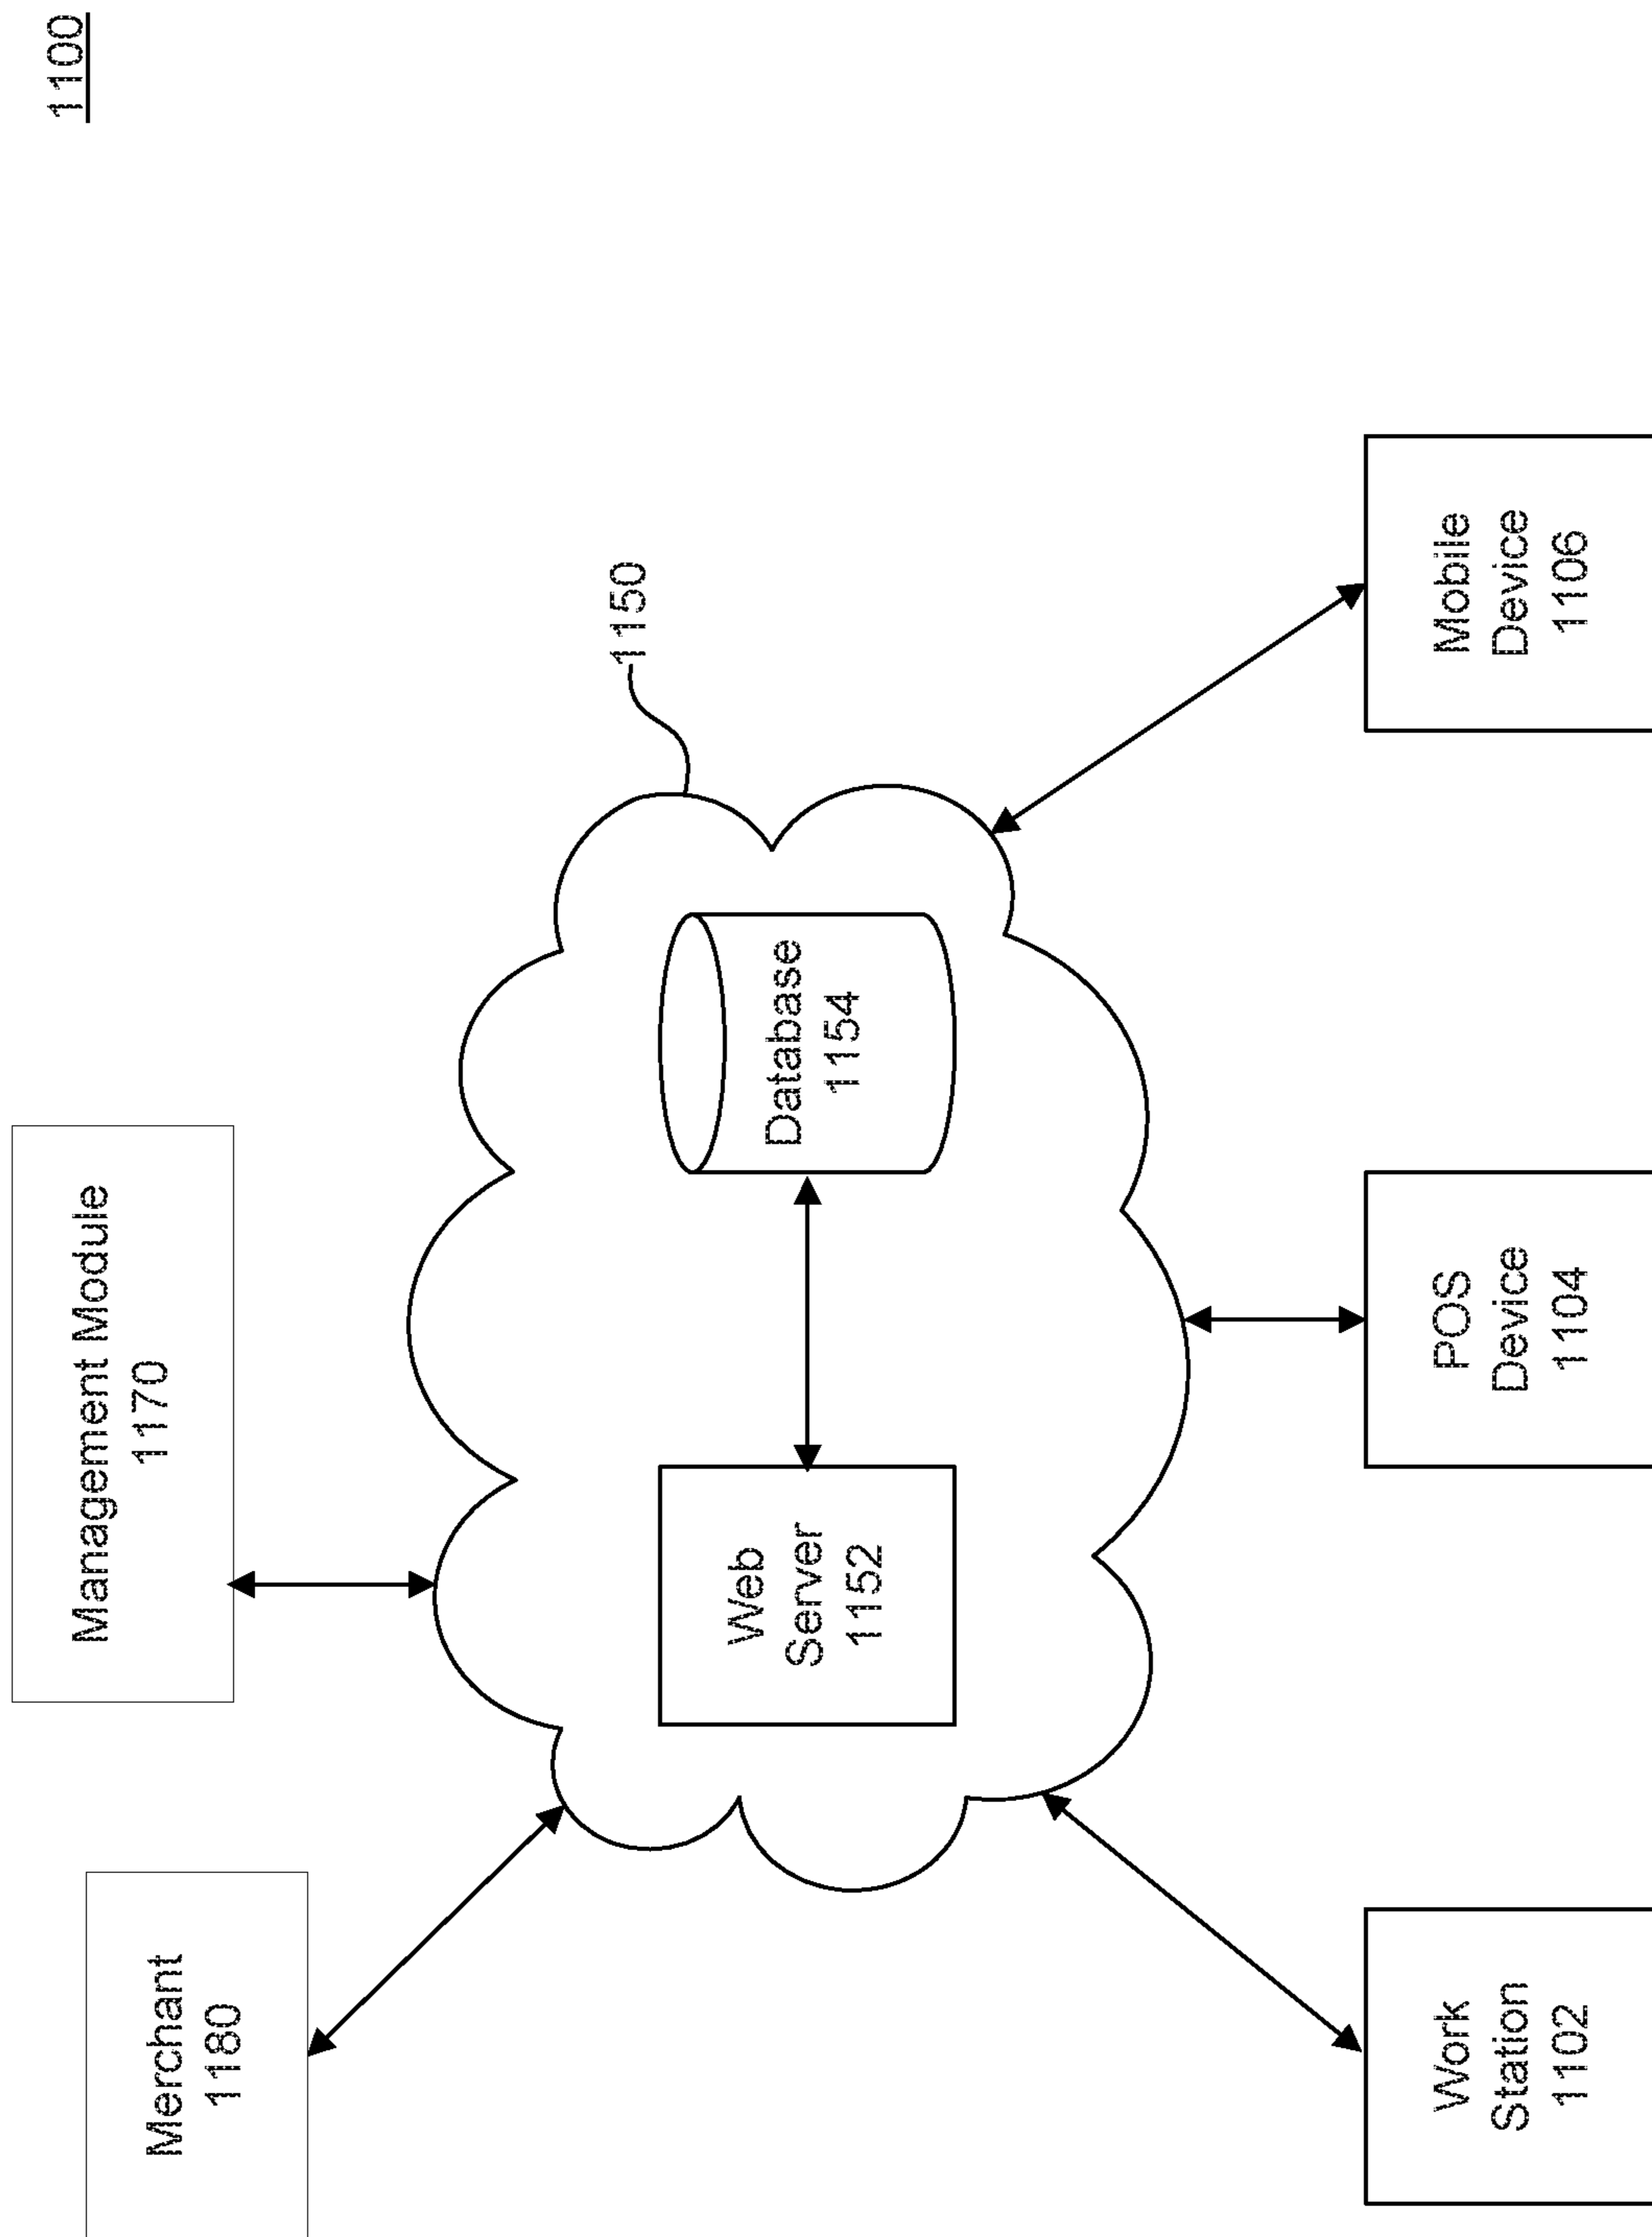 1100
Management Module
1170
Merchant
1180
1150
Web
Server
1152
Database
1154
Work
Station
1102
POS
Device
1104
Mobile
Device
1106